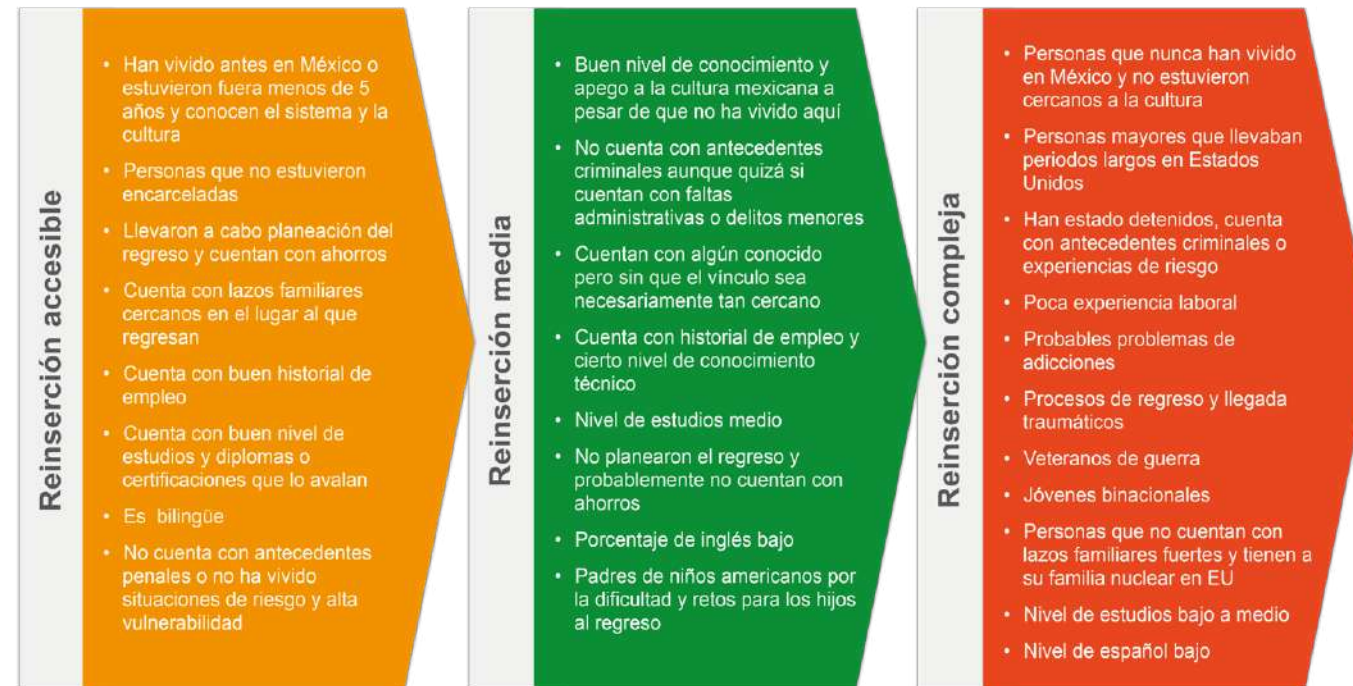 Reinserción accesible
• Han vivido antes en México o
estuvieron fuera menos de 5
años y conocen el sistema y la
cultura
• Personas que no estuvieron
encarceladas
• Llevaron a cabo planeación del
regreso y cuentan con ahorros
• Cuenta con lazos familiares
cercanos en el lugar al que
regresan
• Cuenta con buen historial de
empleo
• Cuenta con buen nivel de
estudios y diplomas o
certificaciones que lo avalan
• Es bilingüe
• No cuenta con antecedentes
penales o no ha vivido
situaciones de riesgo y alta
vulnerabilidad
Reinserción media
• Buen nivel de conocimiento y
apego a la cultura mexicana a
pesar de que no ha vivido aquí
• No cuenta con antecedentes
criminales aunque quizá si
cuentan con faltas
administrativas o delitos menores
• Cuentan con algún conocido
pero sin que el vínculo sea
necesariamente tan cercano
• Cuenta con historial de empleo y
cierto nivel de conocimiento
técnico
• Nivel de estudios medio
• No planearon el regreso y
probablemente no cuentan con
ahorros
• Porcentaje de inglés bajo
• Padres de niños americanos por
la dificultad y retos para los hijos
al regreso
Reinserción compleja
• Personas que nunca han vivido
en México y no estuvieron
cercanos a la cultura
• Personas mayores que llevaban
periodos largos en Estados
Unidos
• Han estado detenidos, cuenta
con antecedentes criminales o
experiencias de riesgo
• Poca experiencia laboral
• Probables problemas de
adicciones
• Procesos de regreso y llegada
traumáticos
• Veteranos de guerra
• Jóvenes binacionales
• Personas que no cuentan con
lazos familiares fuertes y tienen a
su familia nuclear en EU
• Nivel de estudios bajo a medio
• Nivel de español bajo